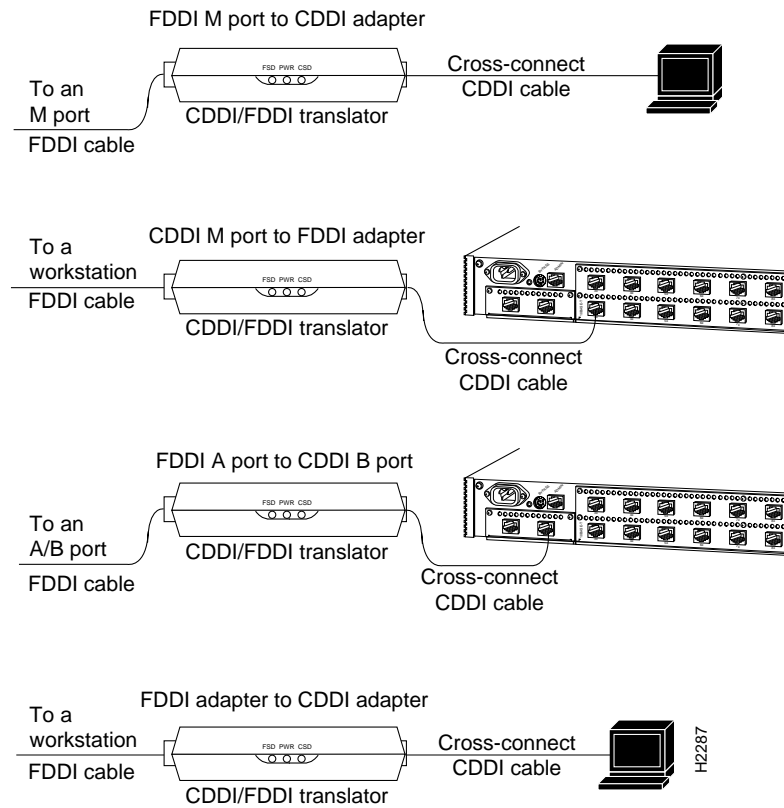 FDDI M port to CDDI adapter
FSD PWR CSD
Cross-connect
CDDI cable
To an
M port
FDDI cable
CDDI/FDDI translator
CDDI M port to FDDI adapter
To a
workstation
FDDI cable
FSD PWR CSD
CDDI/FDDI translator
Cross-connect
CDDI cable
FDDI A port to CDDI B port
FSD PWR CSD
To an
A/B port
FDDI cable
CDDI/FDDI translator
Cross-connect
CDDI cable
FDDI adapter to CDDI adapter
To a
workstation
FDDI cable
FSD PWR CSD
CDDI/FDDI translator
Cross-connect
CDDI cable
H2287